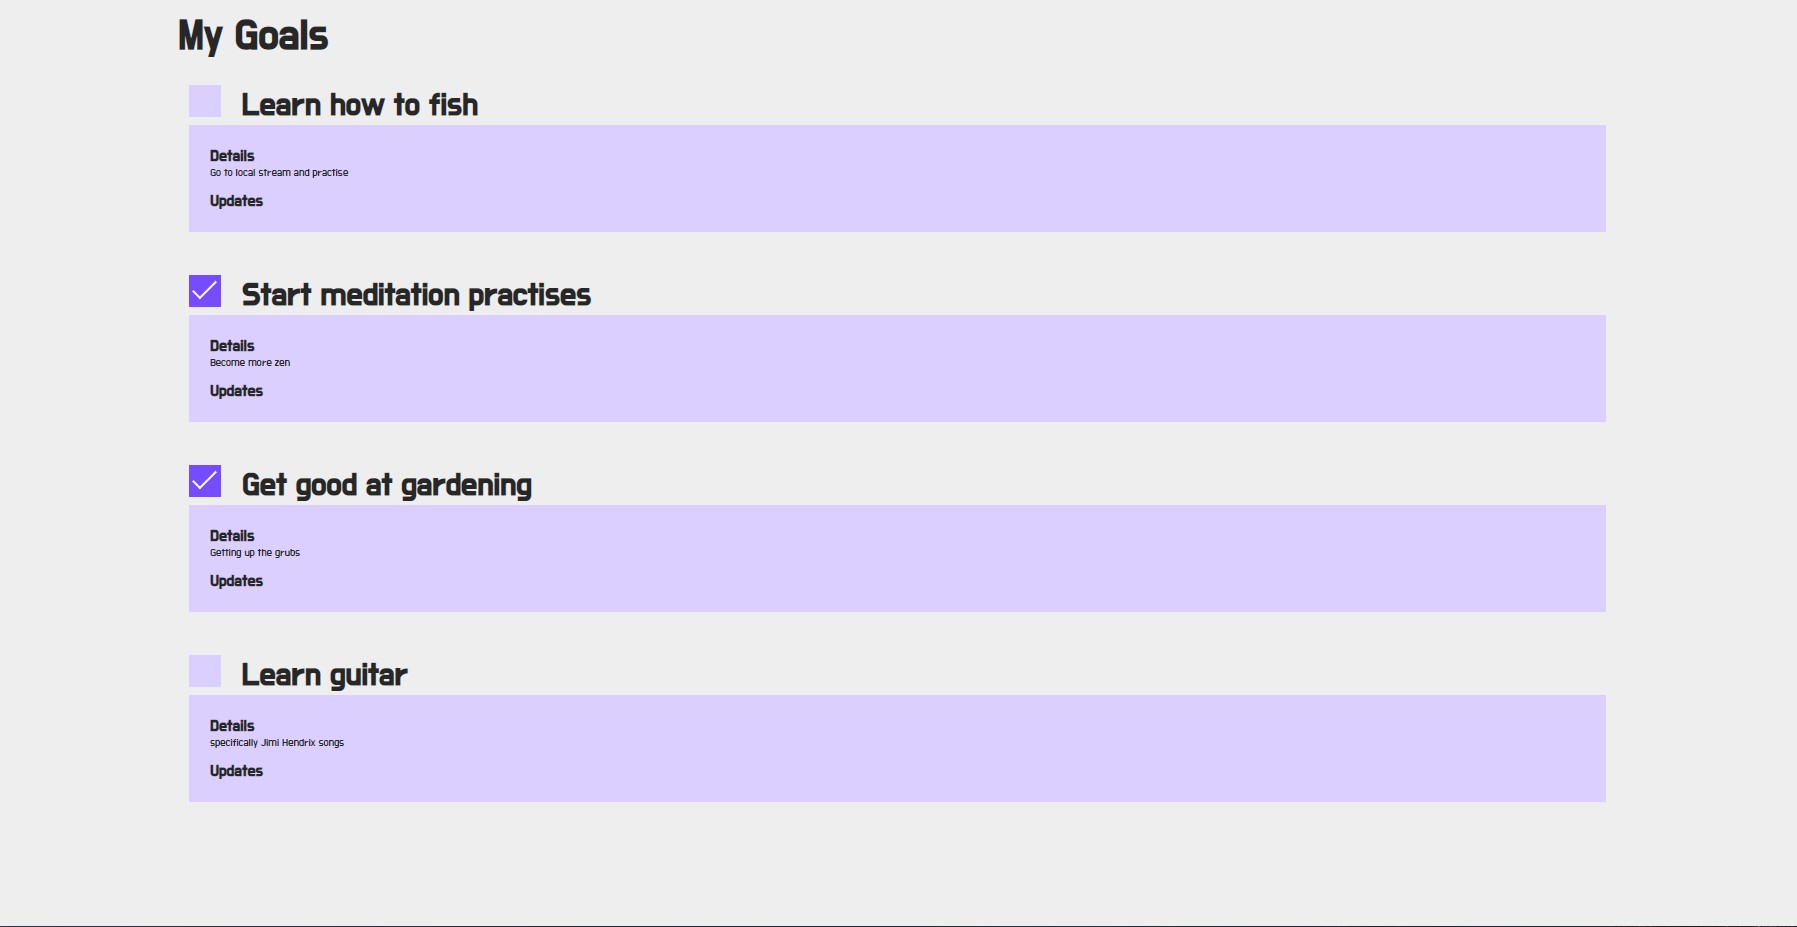 My Goals
Learn how to fish
Details
Go to local stream and practise
Updates
Start meditation practises
Details
Become more zen
Updates
Get good at gardening
Details
Getting up the grubs
Updates
Learn guitar
Details
specifically Jimi Hendrix songs
Updates